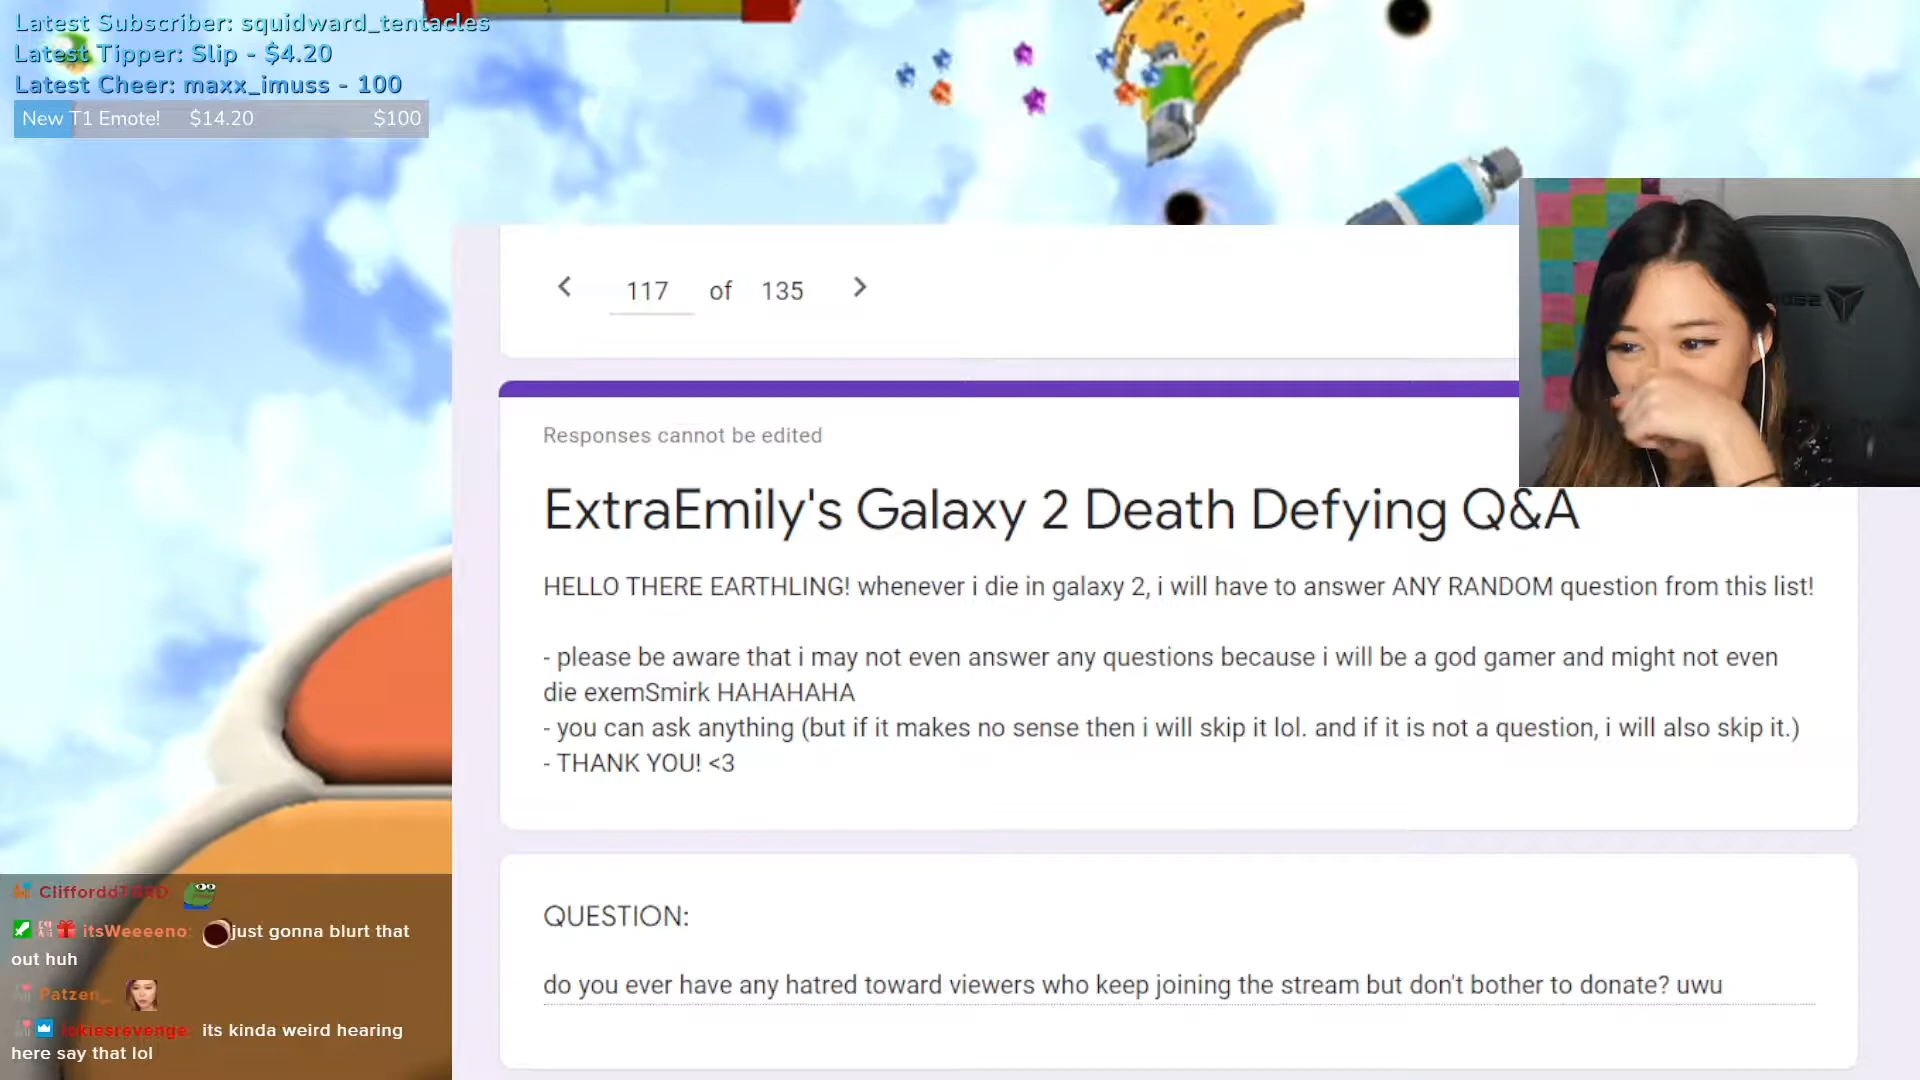 Latest Subscriber: squidward_tentacles
Latest Tipper: Slip - $4.20
Latest Cheer: maxx_imuss - 100
New T1 Emote! $14.20 $100
117 of 135
Responses cannot be edited
ExtraEmily's Galaxy 2 Death Defying Q&A
HELLO THERE EARTHLING! whenever i die in galaxy 2, i will have to answer ANY RANDOM question from this list!
- please be aware that i may not even answer any questions because i will be a god gamer and might not even
die exemSmirk HAHAHAHA
- you can ask anything (but if it makes no sense then i will skip it lol. and if it is not a question, i will also skip it.)
- THANK YOU! <3
QUESTION:
do you ever have any hatred toward viewers who keep joining the stream but don't bother to donate? uwu
itsWeeeeno: just gonna blurt that
out huh
Patzen_
lokiesrevenge: its kinda weird hearing
here say that lol